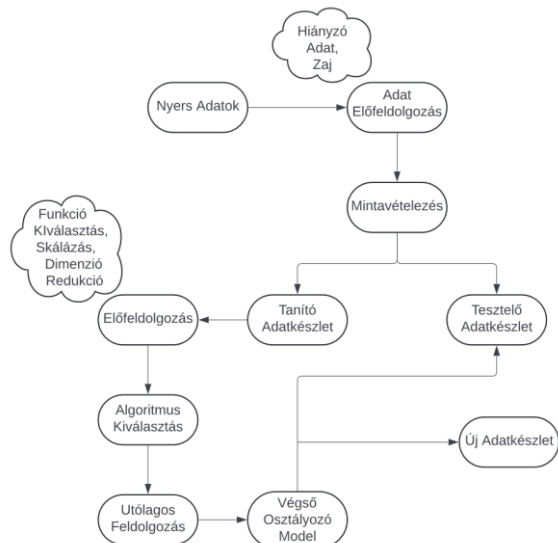 Hiányzó
Adat,
Zaj
Nyers Adatok
Adat
Előfeldolgozás
Mintavételezés
Funkció
KIválasztás,
Skálázás,
Dimenzió
Redukció
Előfeldolgozás
Tanító
Adatkészlet
Tesztelő
Adatkészlet
Algoritmus
Kiválasztás
Új Adatkészlet
Utólagos
Feldolgozás
Végső
Osztályozó
Model